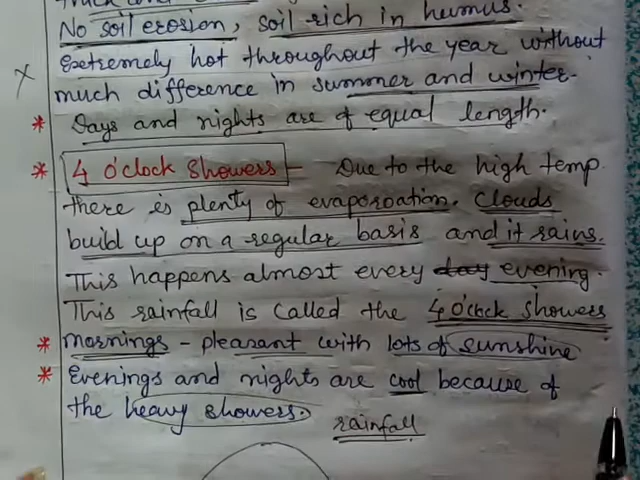 No soil erosion, soil rich in humus.
Extremely hot throughout the year without
much difference in summer and winter.
* Days and nights are of equal length.
* 4 O'clock Showers - Due to the high temp.
there is plenty of evaporation. Clouds
build up on a regular basis and it rains.
This happens almost every day evening.
This rainfall is called the 4 O'clock showers
* Mornings - pleasant with lots of sunshine
* Evenings and nights are cool because of
the heavy showers.
rainfall